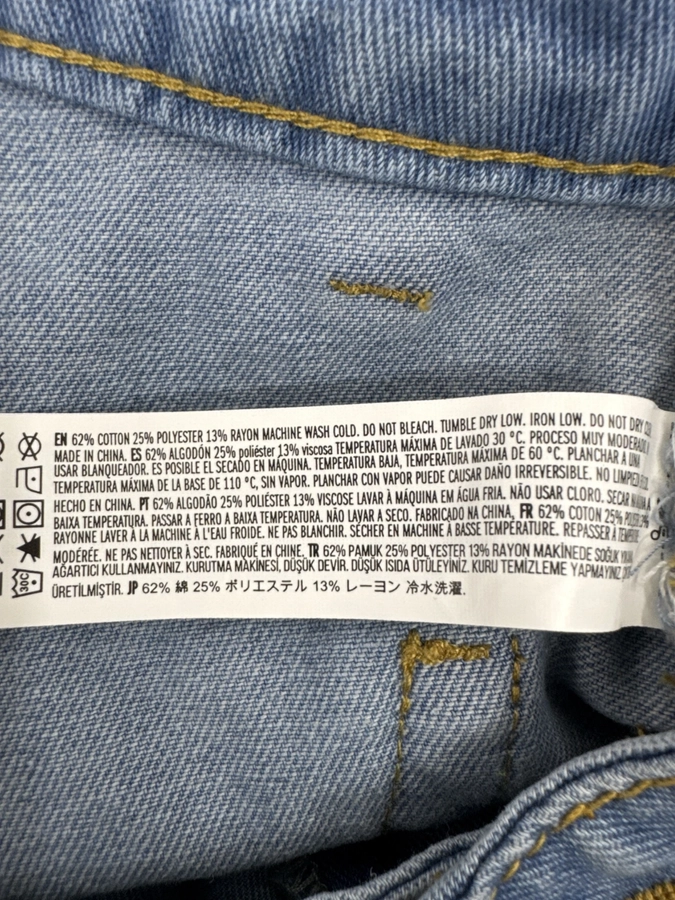 EN 62% COTTON 25% POLYESTER 13% RAYON MACHINE WASH COLD. DO NOT BLEACH. TUMBLE DRY LOW. IRON LOW. DO NOT DRY
MADE IN CHINA. ES 62% ALGODÓN 25% poliéster 13% viscosa TEMPERATURA MÁXIMA DE LAVADO 30 °C. PROCESO MUY MODERADO
USAR BLANQUEADOR. ES POSIBLE EL SECADO EN MÁQUINA. TEMPERATURA BAJA, TEMPERATURA MÁXIMA DE 60 °C. PLANCHAR A UNA
TEMPERATURA MÁXIMA DE LA BASE DE 110 °C, SIN VAPOR. PLANCHAR CON VAPOR PUEDE CAUSAR DAÑO IRREVERSIBLE. NO
HECHO EN CHINA. PT 62% ALGODÃO 25% POLIÉSTER 13% VISCOSE LAVAR À MÁQUINA EM ÁGUA FRIA. NÃO USAR CLORO. SECAR
BAIXA TEMPERATURA. PASSAR A FERRO A BAIXA TEMPERATURA. NÃO LAVAR A SECO. FABRICADO NA CHINA, FR 62% COTON 25%
RAYONNE LAVER À LA MACHINE À L'EAU FROIDE. NE PAS BLANCHIR. SÉCHER EN MACHINE À BASSE TEMPÉRATURE. REPASSER À
MODÉRÉE. NE PAS NETTOYER À SEC. FABRIQUÉ EN CHINE. TR 62% PAMUK 25% POLYESTER 13% RAYON MAKİNEDE SOĞUK
AĞARTICI KULLANMAYINIZ. KURUTMA MAKİNESİ, DÜŞÜK DEVİR. DÜŞÜK ISIDA ÜTÜLEYİNİZ. KURU TEMİZLEME YAPMAYINIZ.
ÜRETİLMİŞTİR. JP 62% 綿 25% ポリエステル 13% レーヨン 冷水洗濯.
30C